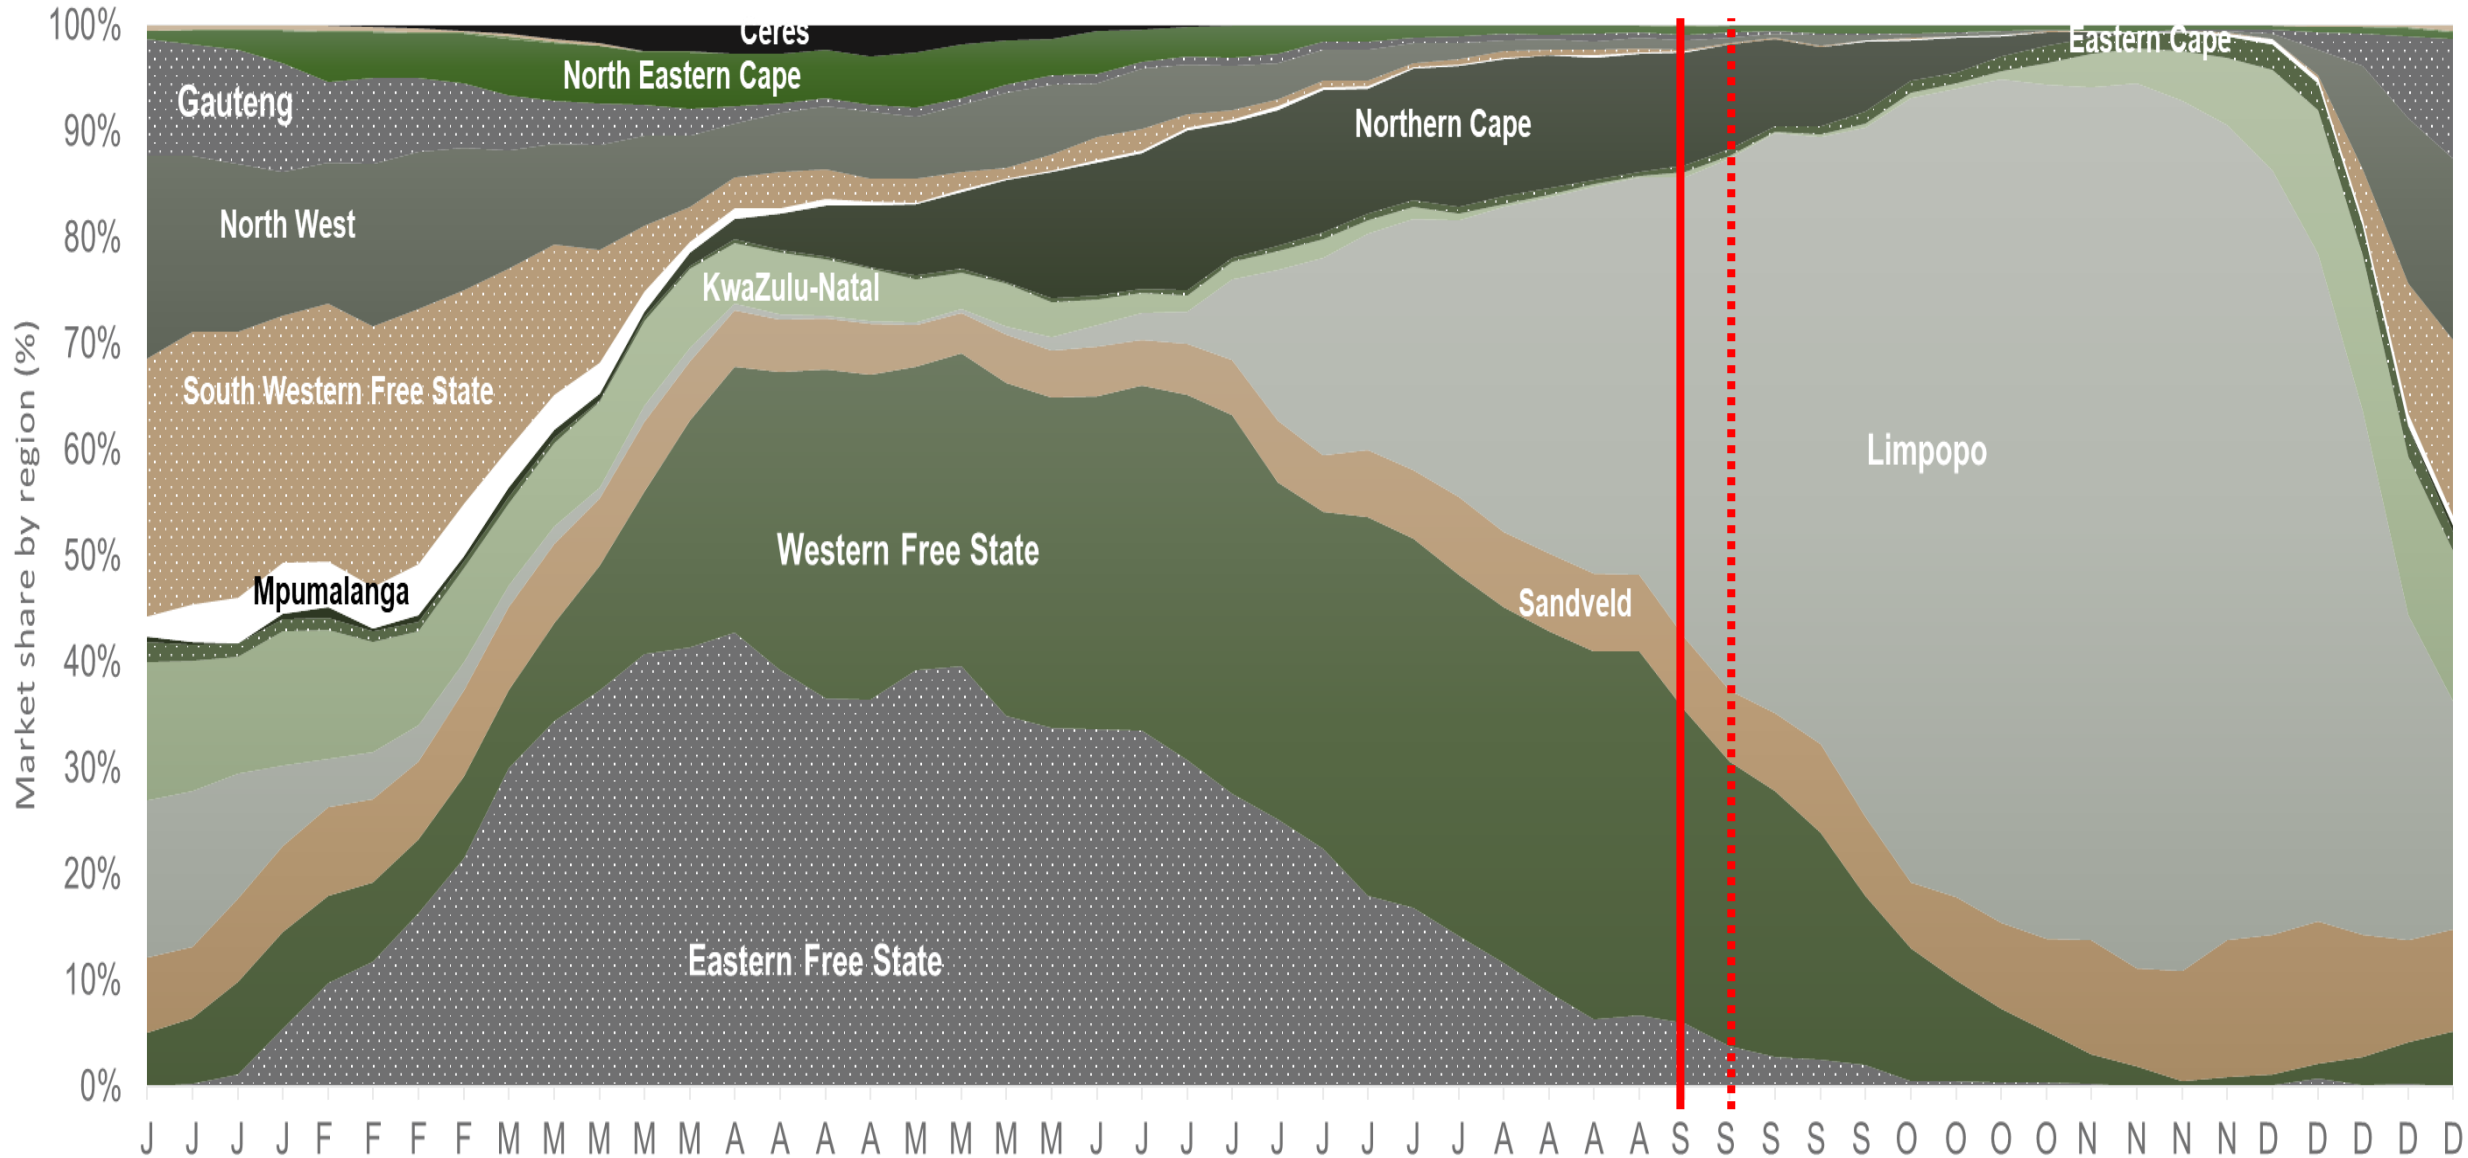 100%
Ceres
Eastern Cape
North Eastern Cape
Gauteng
90%
Northern Cape
North West
80%
KwaZulu-Natal
70%
South Western Free State
60%
Limpopo
Western Free State
50%
Mpumalanga
Sandveld
40%
30%
20%
Eastern Free State
10%
0%
Market share by region (%)
J J J J F F F F M M M M M A A A A M M M M J J J J J J J J J A A A A S S S S S O O O O N N N N D D D D D